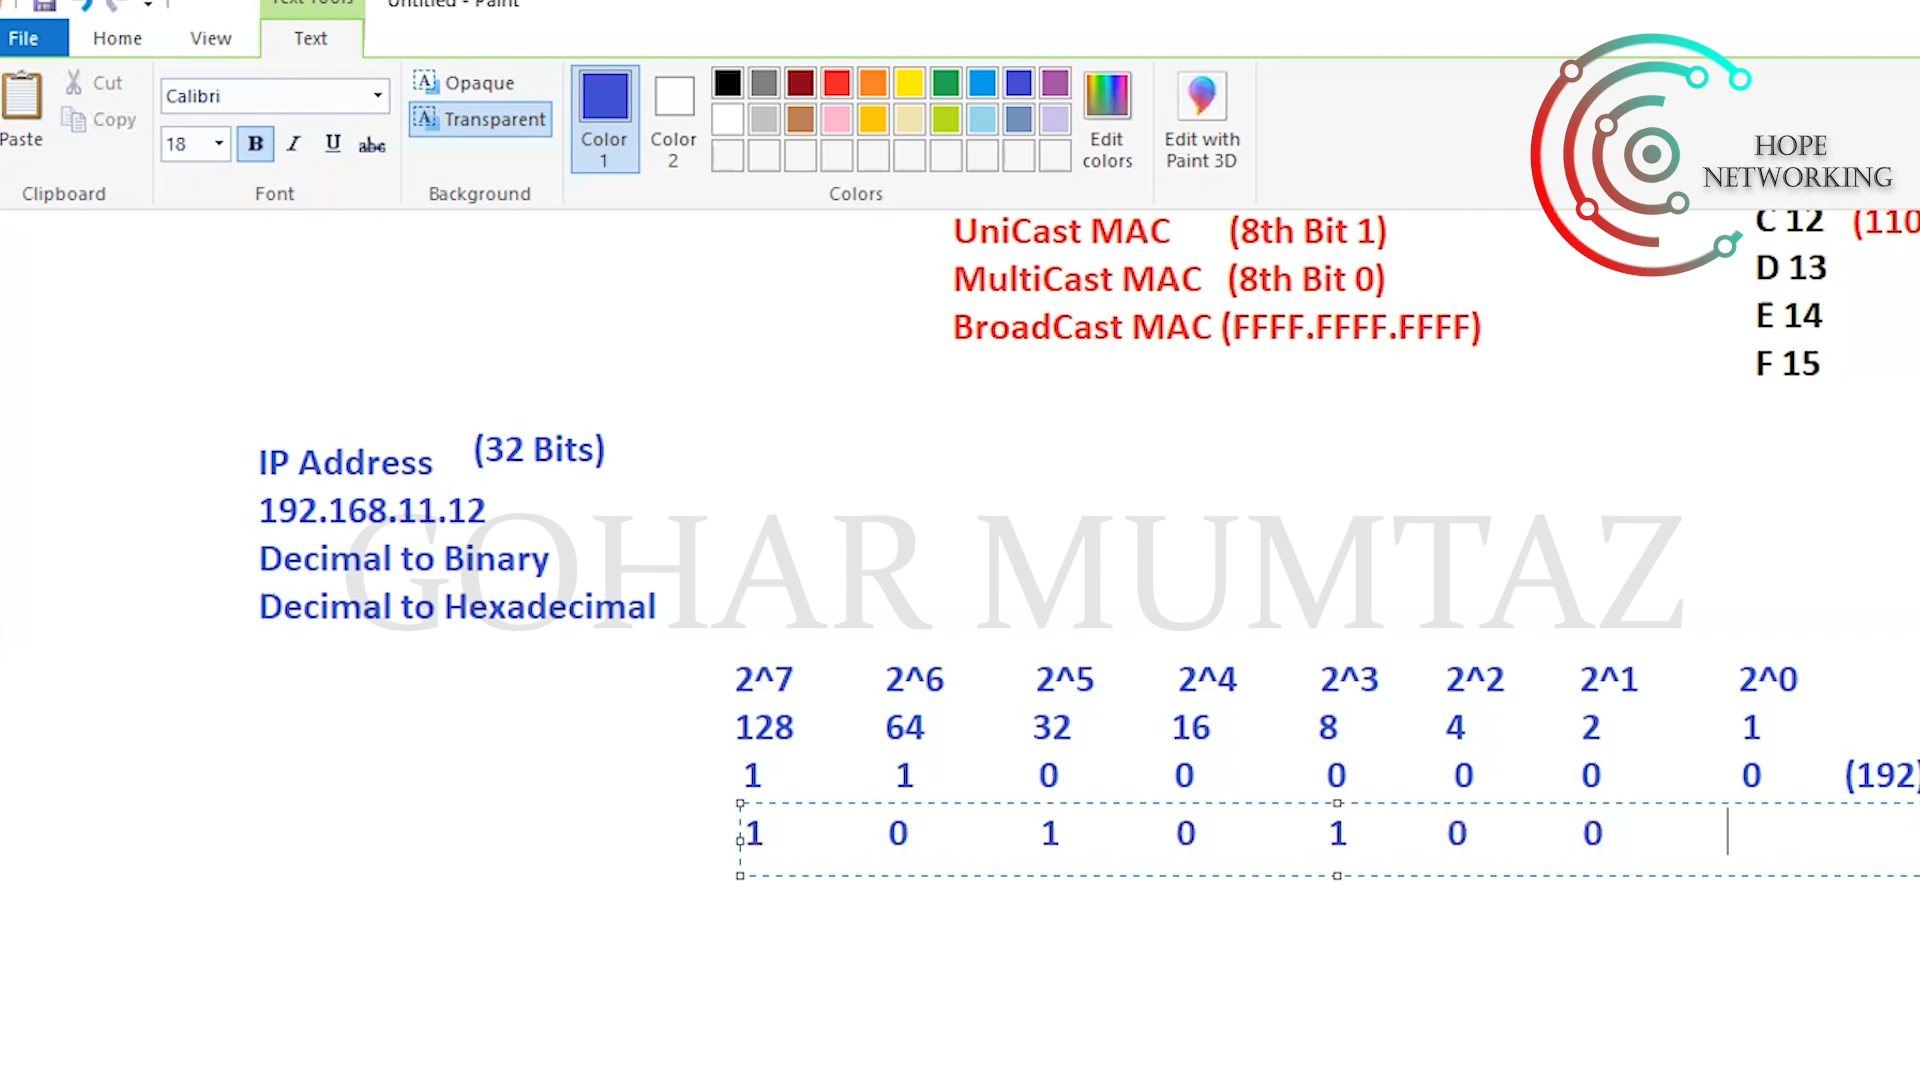 Text Tools
Untitled - Paint
File Home View Text
Paste
Cut
Copy
Clipboard
Calibri
18 B I U abc
Font
A Opaque
A Transparent
Background
Color 1
Color 2
Edit colors
Colors
Edit with Paint 3D
HOPE
NETWORKING
UniCast MAC (8th Bit 1)
MultiCast MAC (8th Bit 0)
BroadCast MAC (FFFF.FFFF.FFFF)
C 12 (110
D 13
E 14
F 15
IP Address (32 Bits)
192.168.11.12
Decimal to Binary
Decimal to Hexadecimal
GOHAR MUMTAZ
2^7 2^6 2^5 2^4 2^3 2^2 2^1 2^0
128 64 32 16 8 4 2 1
1 1 0 0 0 0 0 0 (192)
1 0 1 0 1 0 0